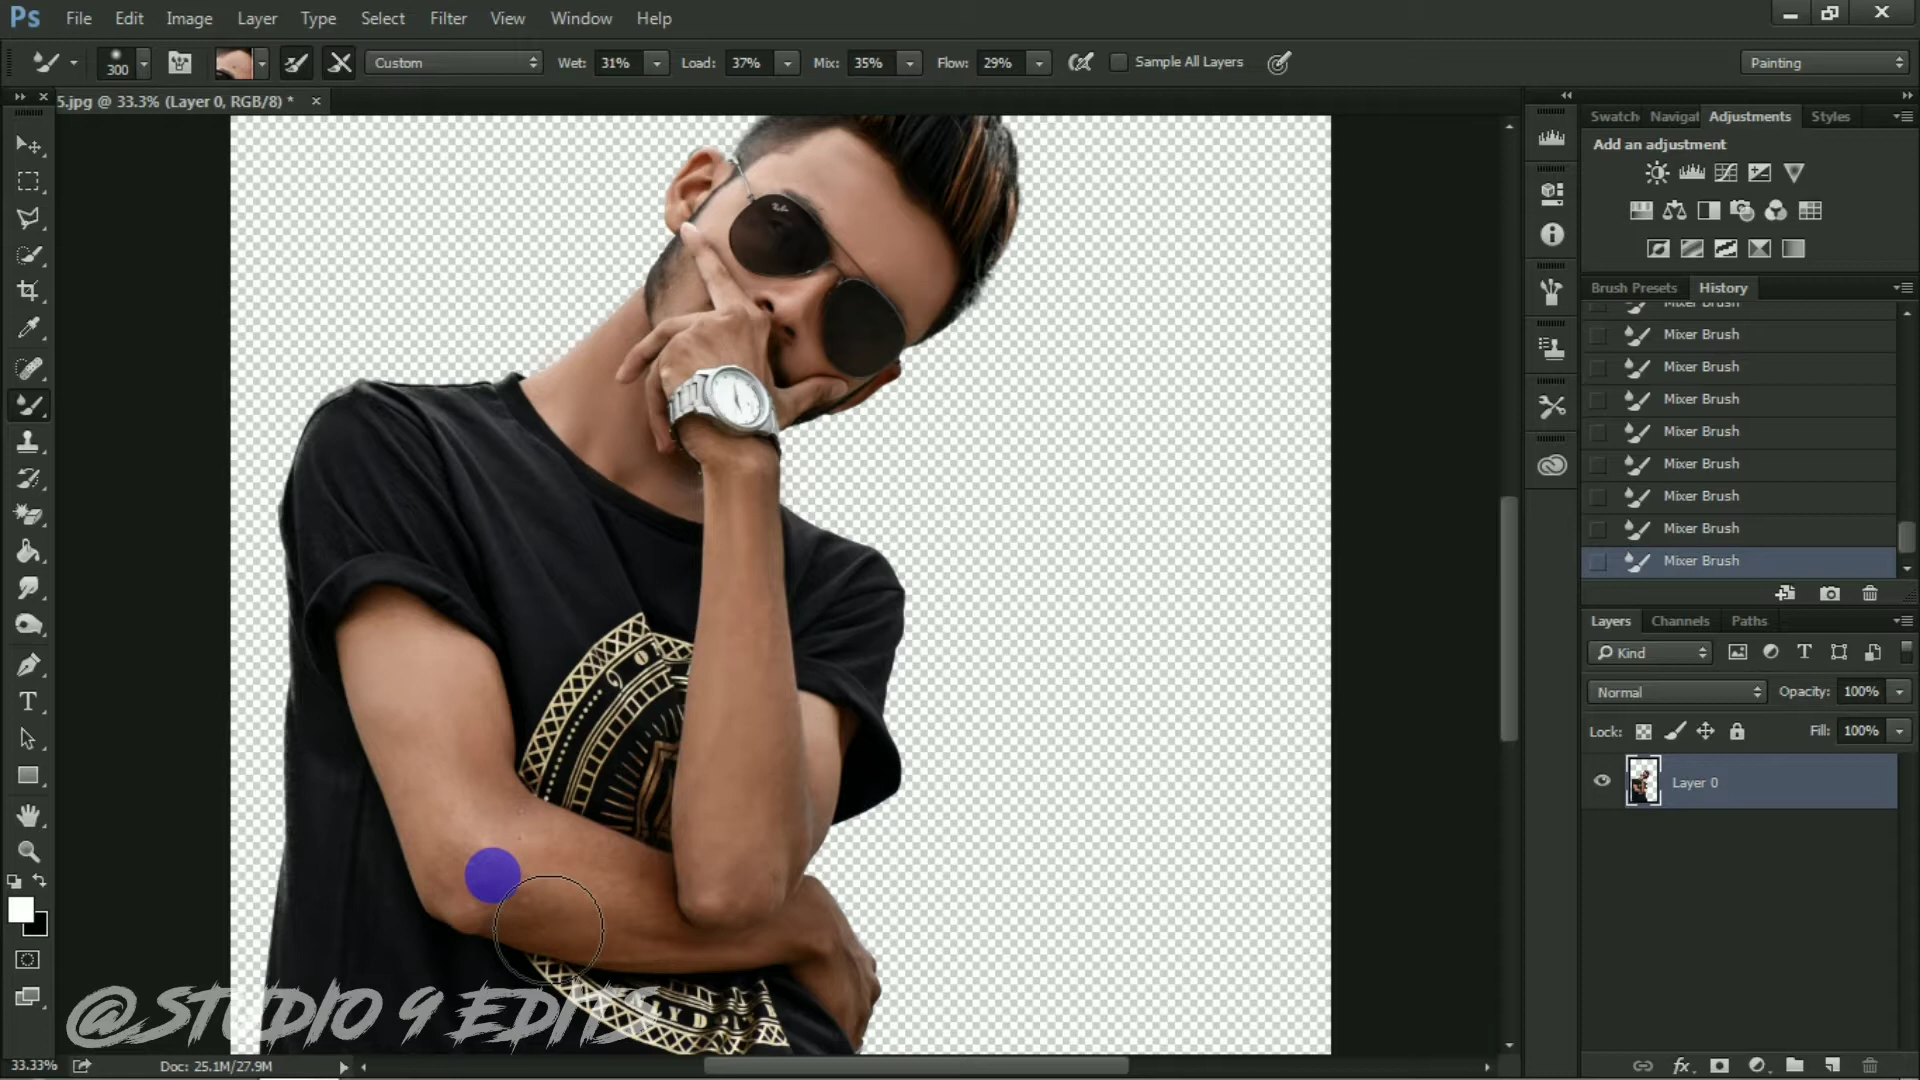 Ps File Edit Image Layer Type Select Filter View Window Help
300 Custom Wet: 31% Load: 37% Mix: 35% Flow: 29% Sample All Layers Painting
5.jpg @ 33.3% (Layer 0, RGB/8) * ×
Swatch Navigat Adjustments Styles
Add an adjustment
Brush Presets History
Mixer Brush
Mixer Brush
Mixer Brush
Mixer Brush
Mixer Brush
Mixer Brush
Mixer Brush
Mixer Brush
Mixer Brush
Layers Channels Paths
Kind
Normal Opacity: 100%
Lock: Fill: 100%
Layer 0
Ray-Ban
@STUDIO 9 EDITS
33.33% Doc: 25.1M/27.9M